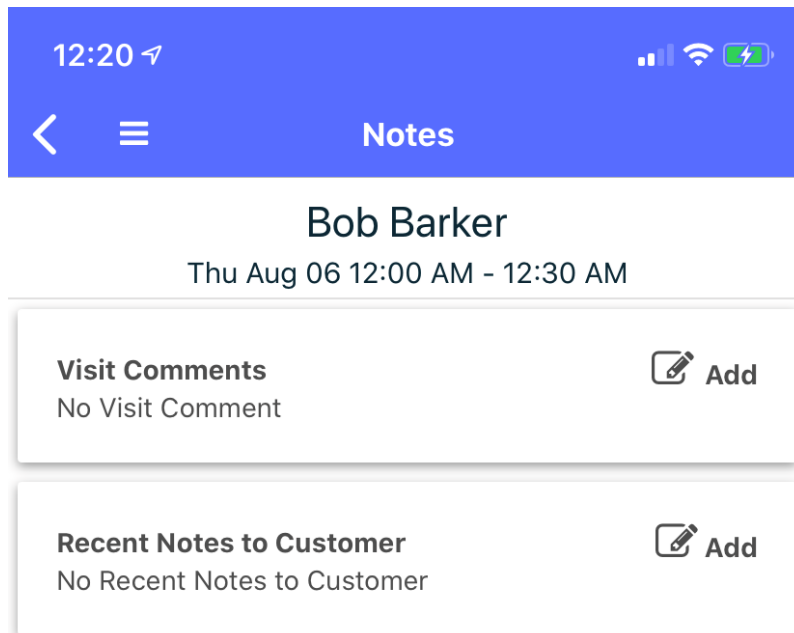 12:20
Notes
Bob Barker
Thu Aug 06 12:00 AM - 12:30 AM
Visit Comments
Add
No Visit Comment
Recent Notes to Customer
Add
No Recent Notes to Customer